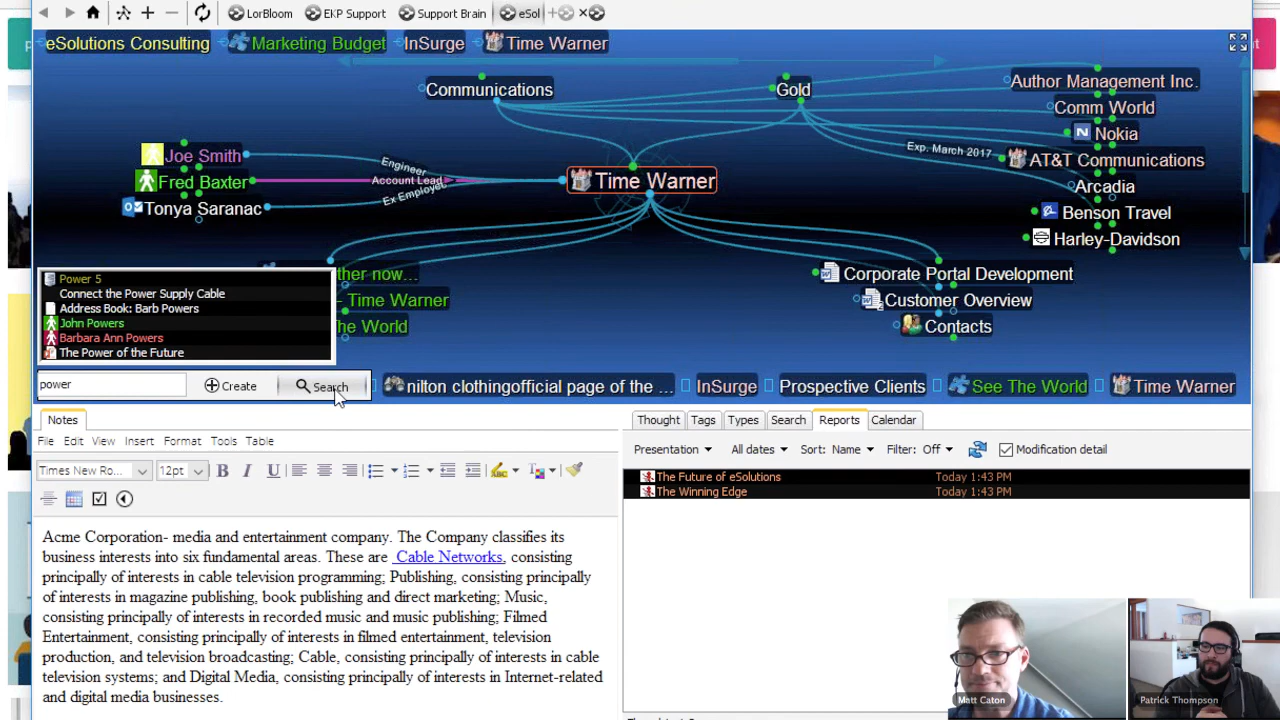 LorBloom
EKP Support
Support Brain
eSol
eSolutions Consulting
Marketing Budget
InSurge
Time Warner
Communications
Gold
Author Management Inc.
Comm World
Nokia
AT&T Communications
Arcadia
Benson Travel
Harley-Davidson
Exp. March 2017
Joe Smith
Fred Baxter
Tonya Saranac
Engineer
Account Lead
Ex Employee
Time Warner
ther now...
- Time Warner
he World
Corporate Portal Development
Customer Overview
Contacts
Power 5
Connect the Power Supply Cable
Address Book: Barb Powers
John Powers
Barbara Ann Powers
The Power of the Future
power
Create
Search
nilton clothingofficial page of the ...
InSurge
Prospective Clients
See The World
Time Warner
Notes
File Edit View Insert Format Tools Table
Times New Ro...
12pt
B I U
Acme Corporation- media and entertainment company. The Company classifies its
business interests into six fundamental areas. These are Cable Networks, consisting
principally of interests in cable television programming; Publishing, consisting principally
of interests in magazine publishing, book publishing and direct marketing; Music,
consisting principally of interests in recorded music and music publishing; Filmed
Entertainment, consisting principally of interests in filmed entertainment, television
production, and television broadcasting; Cable, consisting principally of interests in cable
television systems; and Digital Media, consisting principally of interests in Internet-related
and digital media businesses.
Thought Tags Types Search Reports Calendar
Presentation All dates Sort: Name Filter: Off Modification detail
The Future of eSolutions Today 1:43 PM
The Winning Edge Today 1:43 PM
Matt Caton
Patrick Thompson